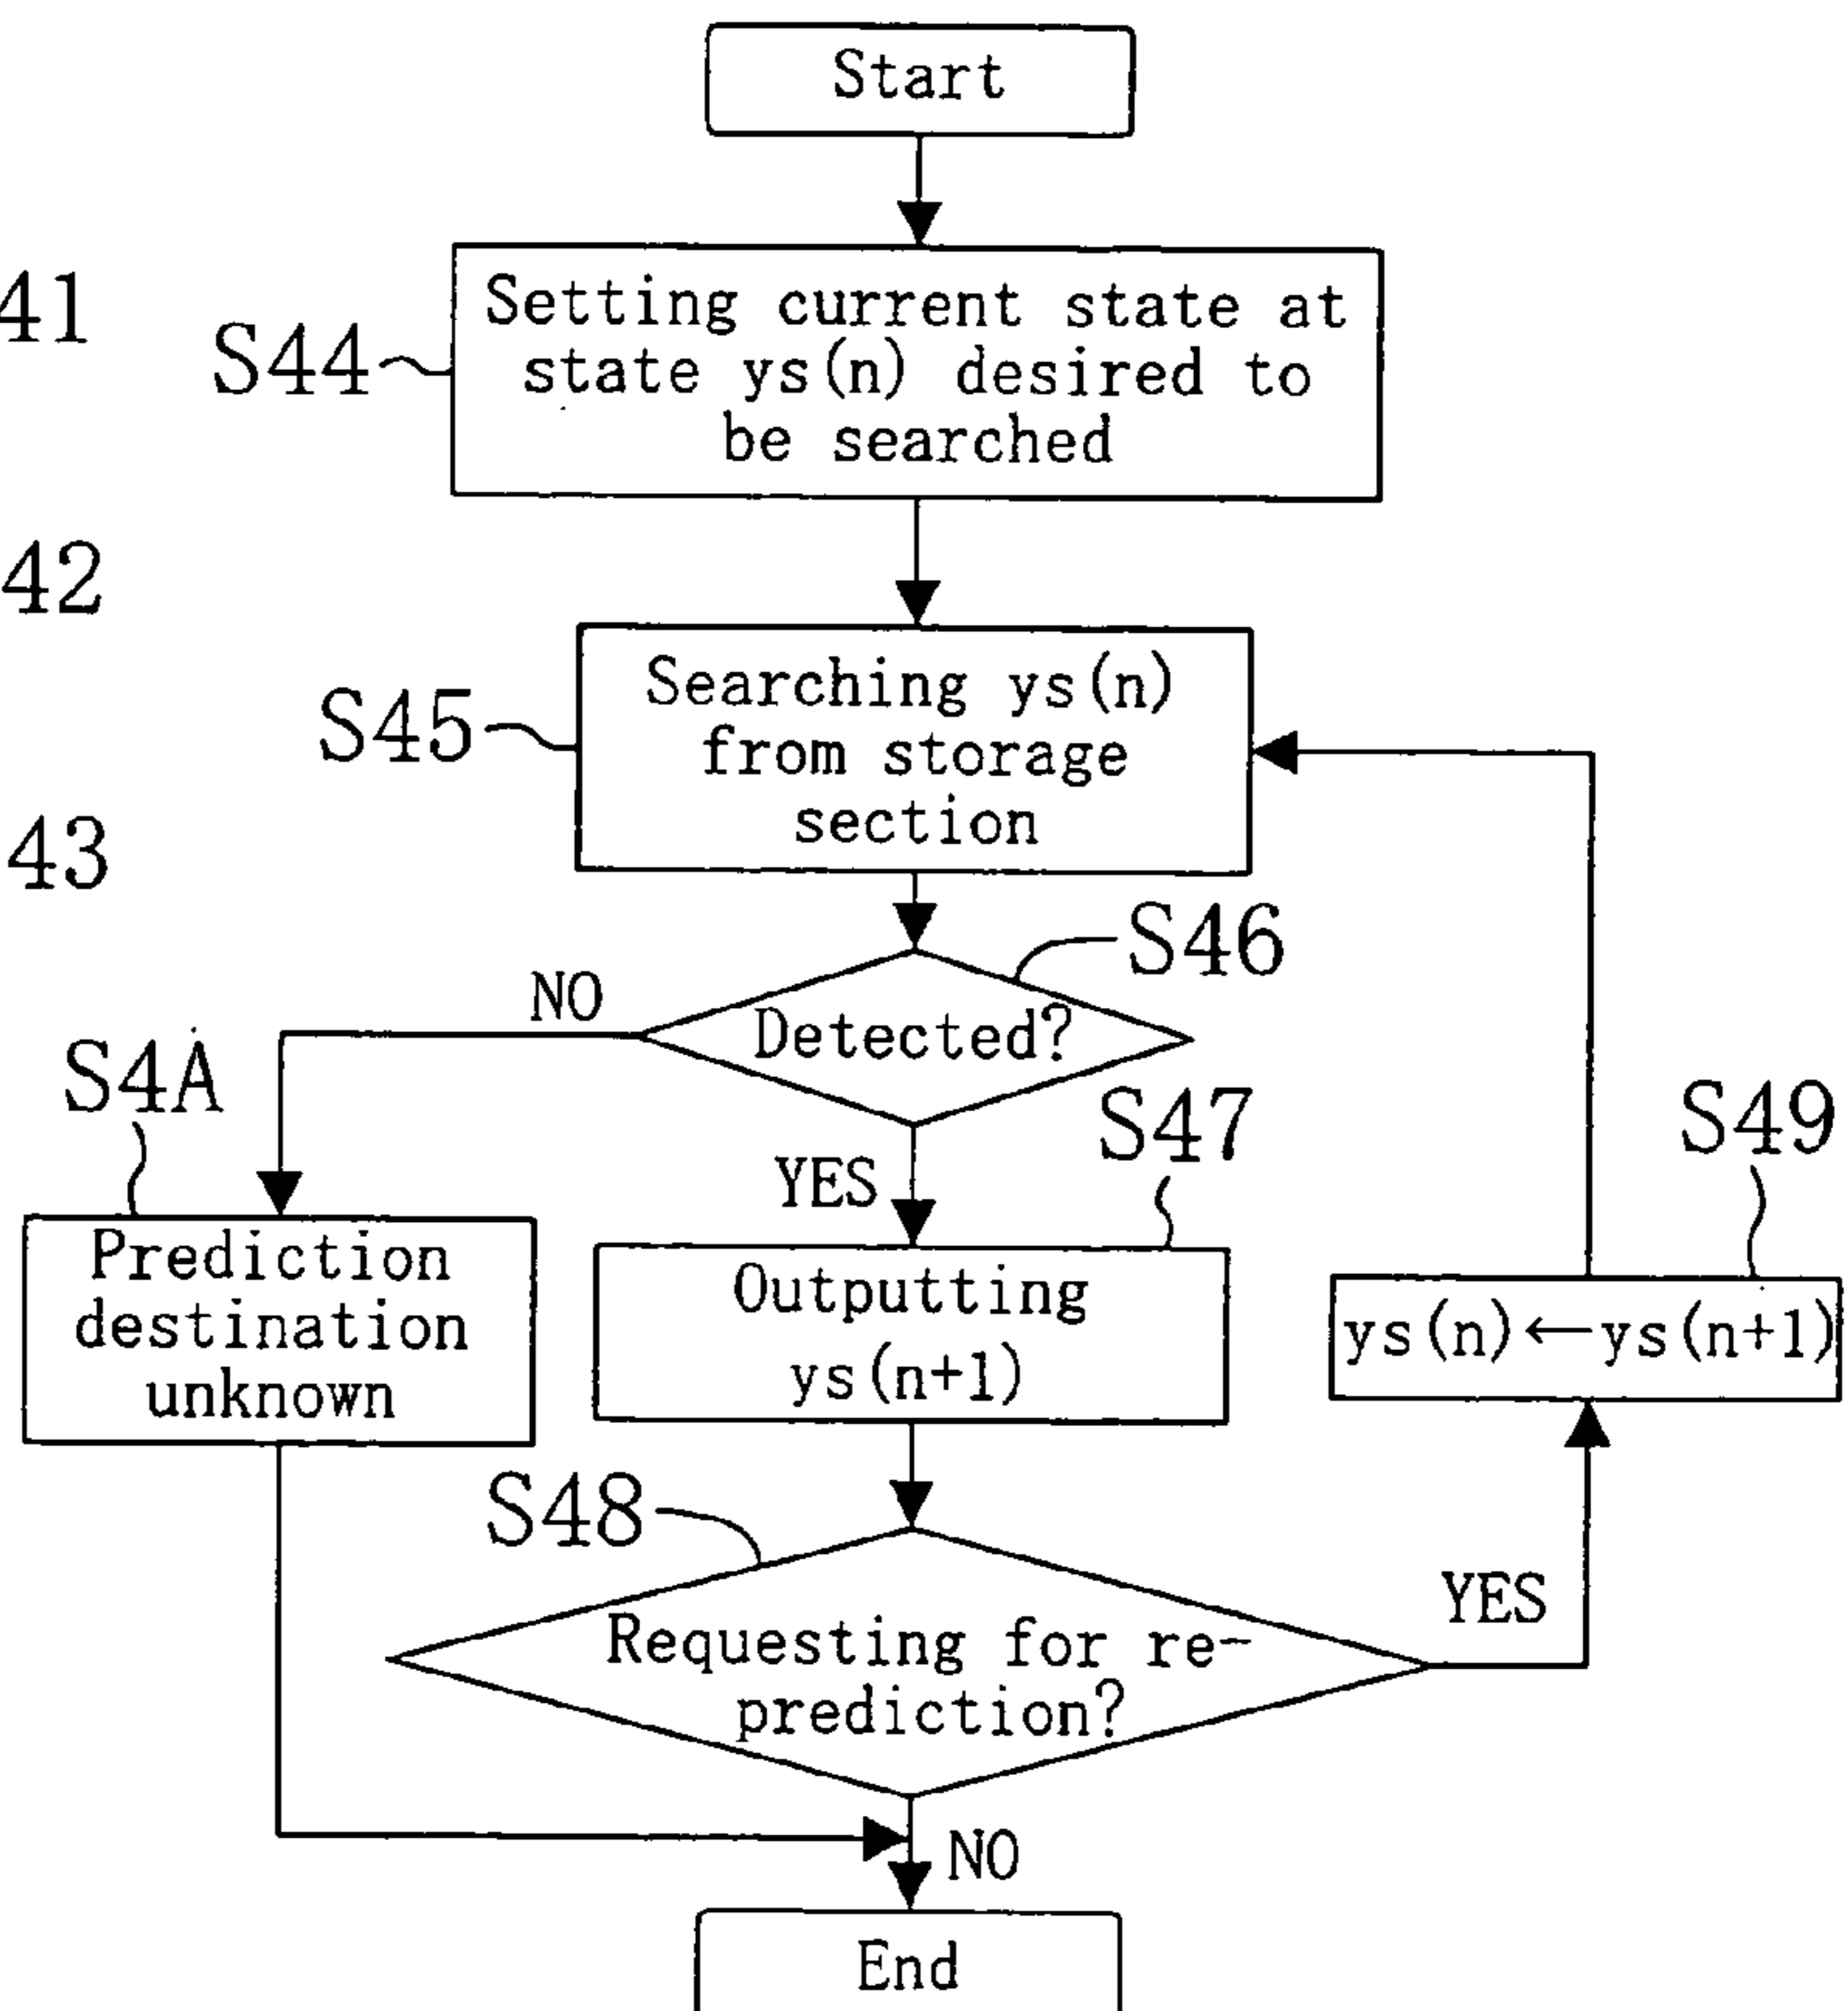 Start
41
S44
Setting current state at
state ys(n) desired to
be searched
42
S45
Searching ys(n)
from storage
section
43
S46
NO
Detected?
S4A
S47
S49
YES
Prediction
destination
unknown
Outputting
ys(n+1)
ys(n)←ys(n+1)
S48
YES
Requesting for re-
prediction?
NO
End